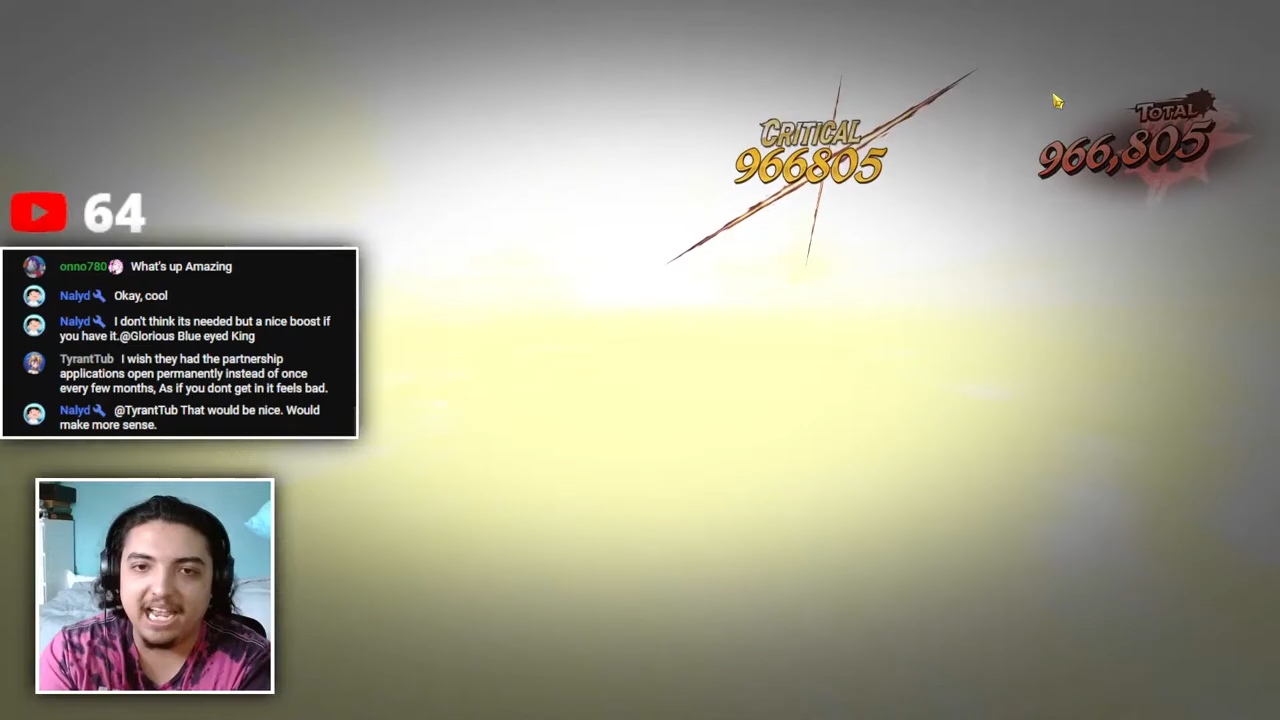 CRITICAL
966805
TOTAL
966,805
64
onno780 What's up Amazing
Nalyd Okay, cool
Nalyd I don't think its needed but a nice boost if
you have it.@Glorious Blue eyed King
TyrantTub I wish they had the partnership
applications open permanently instead of once
every few months, As if you dont get in it feels bad.
Nalyd @TyrantTub That would be nice. Would
make more sense.